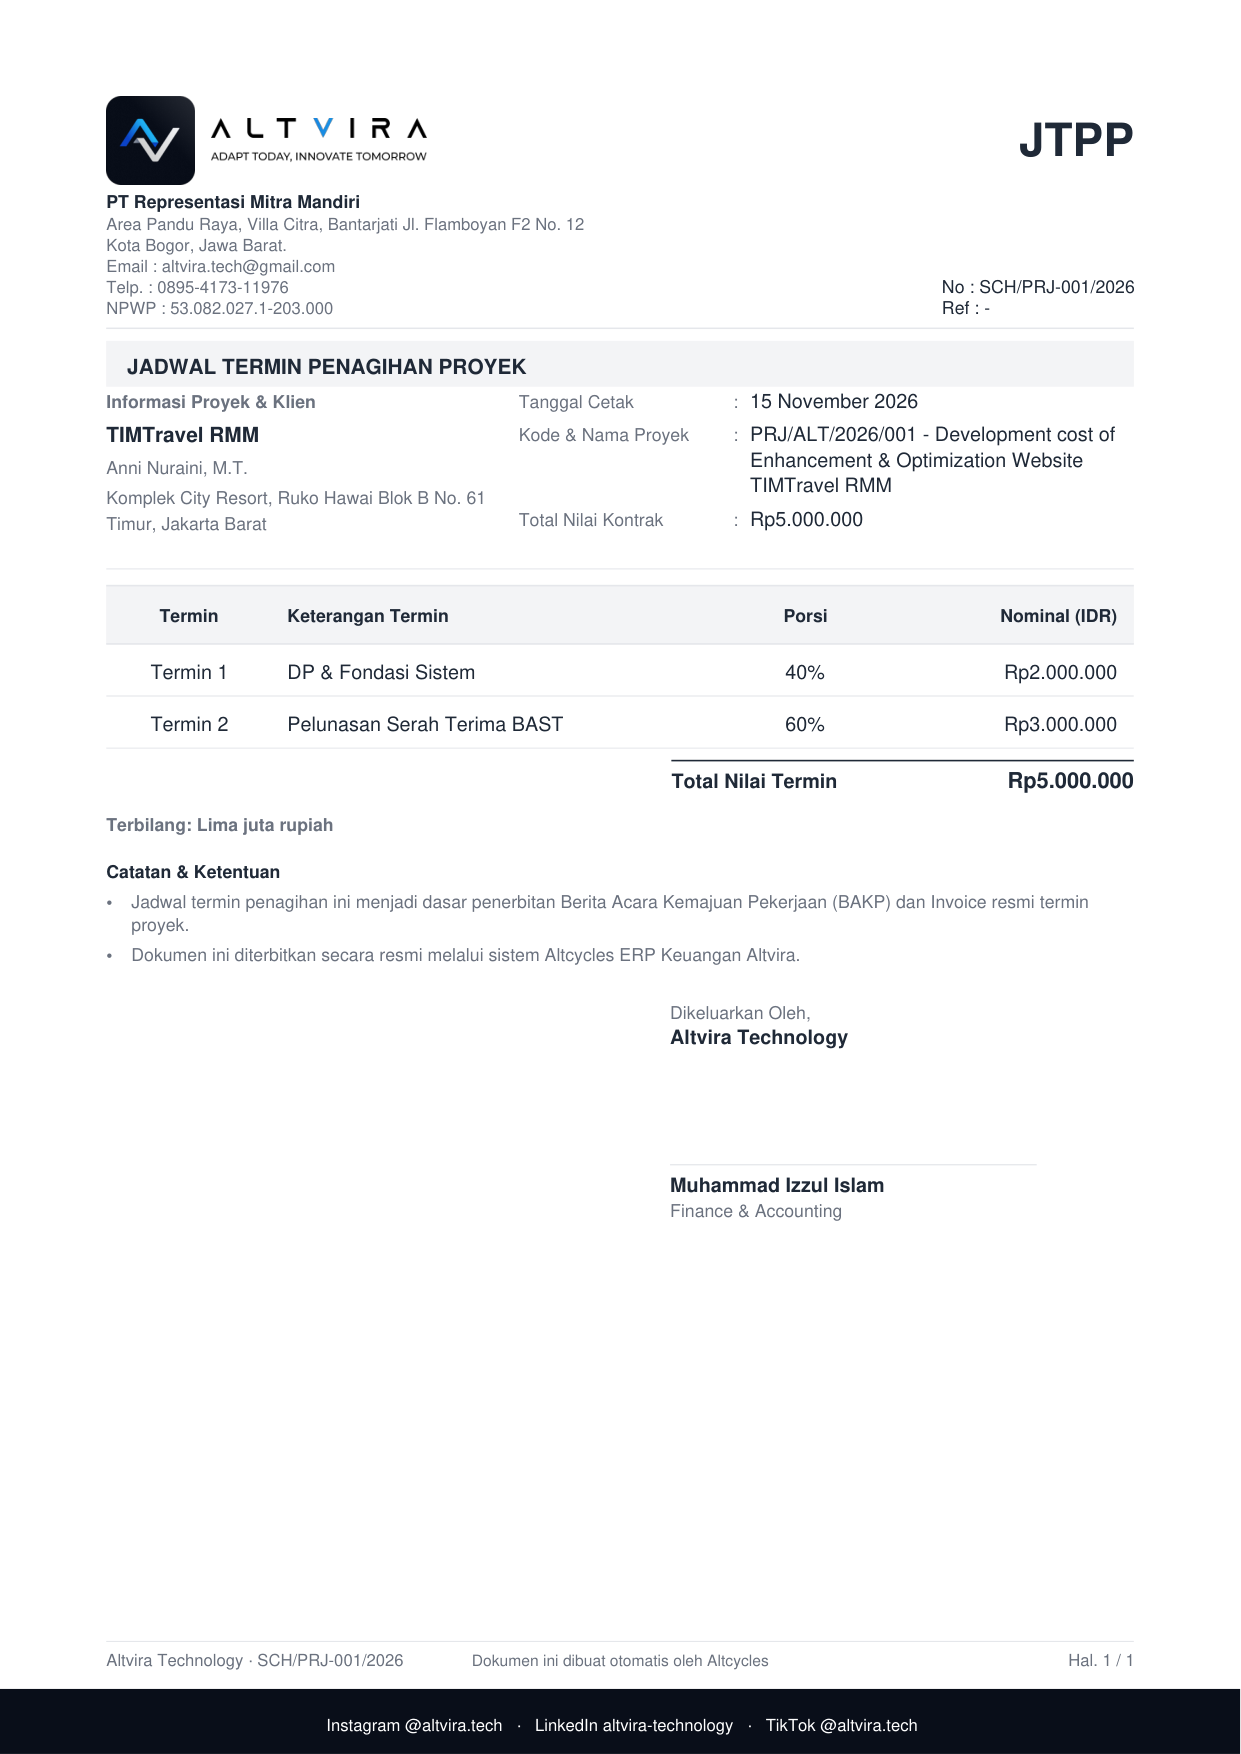 ALTVIRA
ADAPT TODAY, INNOVATE TOMORROW
JTPP
PT Representasi Mitra Mandiri
Area Pandu Raya, Villa Citra, Bantarjati Jl. Flamboyan F2 No. 12
Kota Bogor, Jawa Barat.
Email : altvira.tech@gmail.com
Telp. : 0895-4173-11976
NPWP : 53.082.027.1-203.000
No : SCH/PRJ-001/2026
Ref : -
JADWAL TERMIN PENAGIHAN PROYEK
Informasi Proyek & Klien
TIMTravel RMM
Anni Nuraini, M.T.
Komplek City Resort, Ruko Hawai Blok B No. 61
Timur, Jakarta Barat
Tanggal Cetak : 15 November 2026
Kode & Nama Proyek : PRJ/ALT/2026/001 - Development cost of
Enhancement & Optimization Website
TIMTravel RMM
Total Nilai Kontrak : Rp5.000.000
Termin Keterangan Termin Porsi Nominal (IDR)
Termin 1 DP & Fondasi Sistem 40% Rp2.000.000
Termin 2 Pelunasan Serah Terima BAST 60% Rp3.000.000
Total Nilai Termin Rp5.000.000
Terbilang: Lima juta rupiah
Catatan & Ketentuan
• Jadwal termin penagihan ini menjadi dasar penerbitan Berita Acara Kemajuan Pekerjaan (BAKP) dan Invoice resmi termin
proyek.
• Dokumen ini diterbitkan secara resmi melalui sistem Altcycles ERP Keuangan Altvira.
Dikeluarkan Oleh,
Altvira Technology
Muhammad Izzul Islam
Finance & Accounting
Altvira Technology · SCH/PRJ-001/2026 Dokumen ini dibuat otomatis oleh Altcycles Hal. 1 / 1
Instagram @altvira.tech · LinkedIn altvira-technology · TikTok @altvira.tech